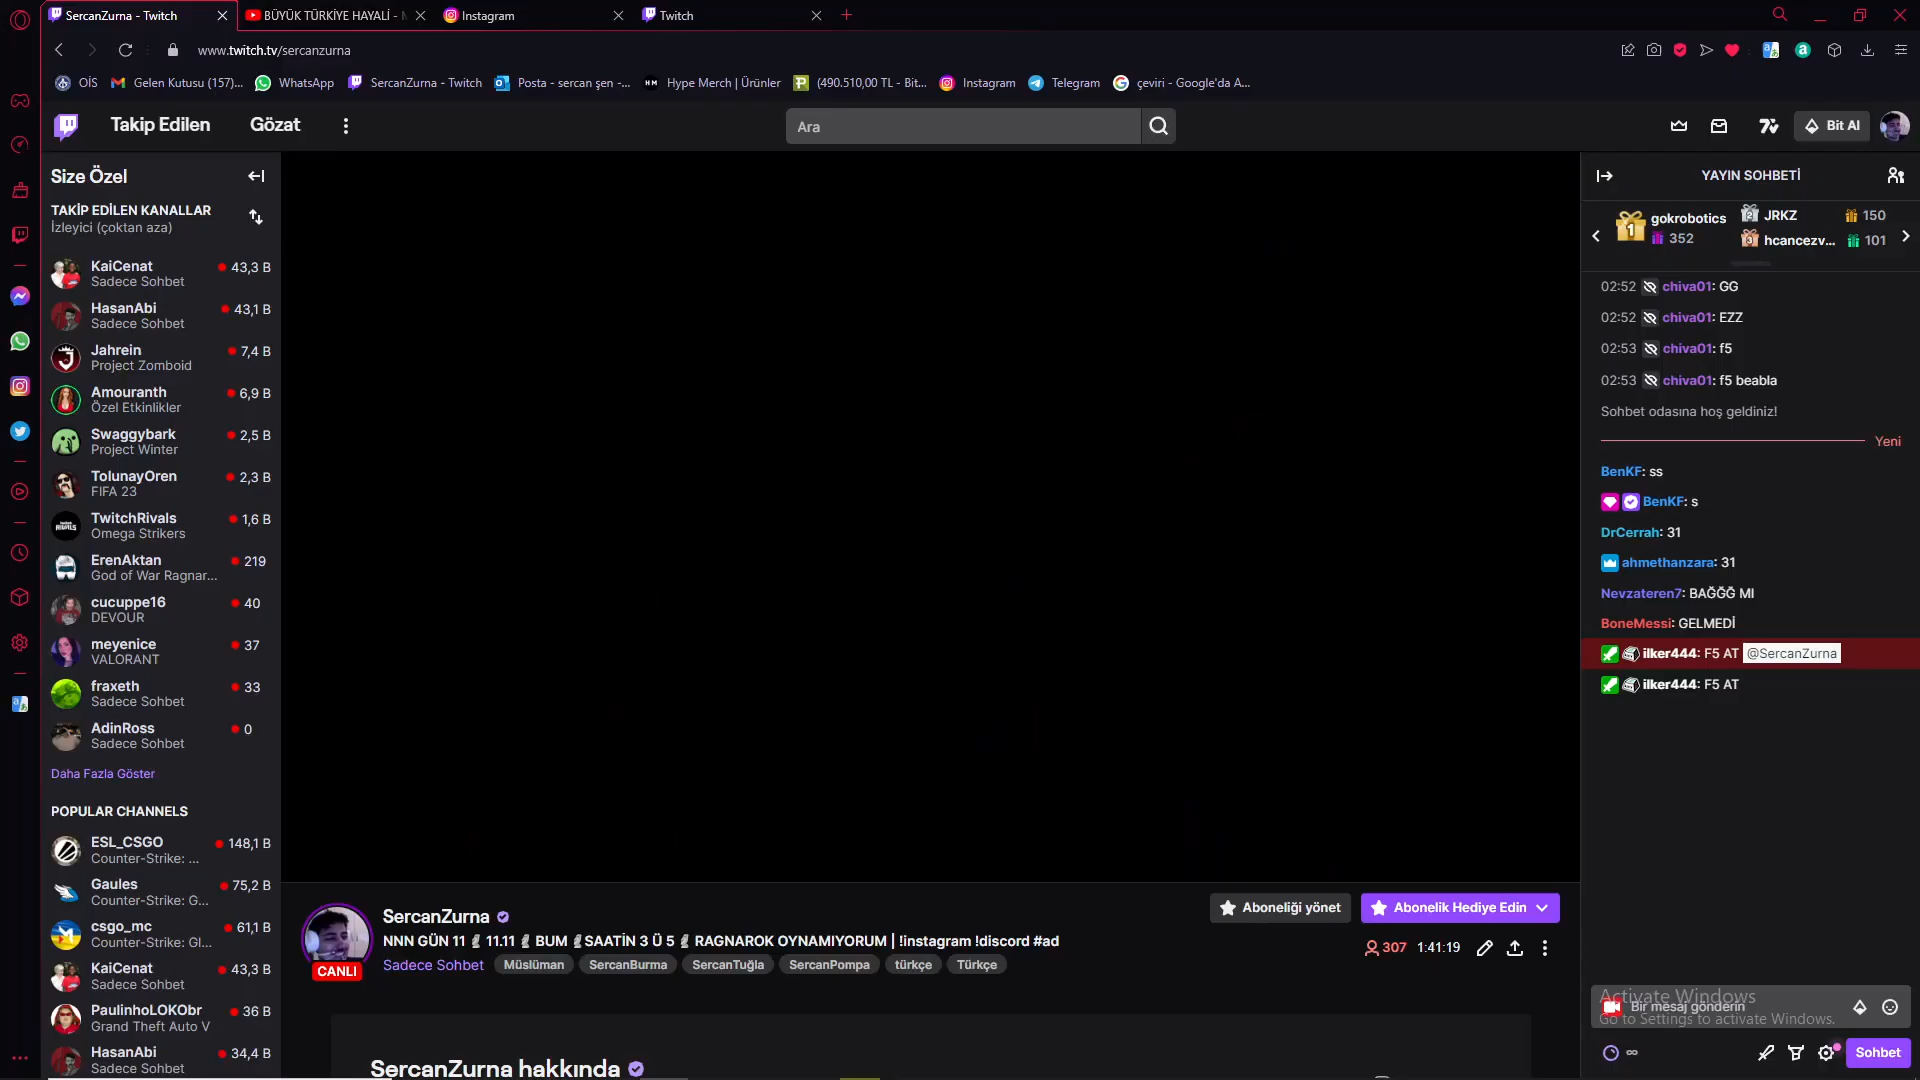 SercanZurna - Twitch
BÜYÜK TÜRKİYE HAYALİ -
Instagram
Twitch
www.twitch.tv/sercanzurna
OİS
Gelen Kutusu (157)...
WhatsApp
SercanZurna - Twitch
Posta - sercan şen -...
HM
Hype Merch | Ürünler
(490.510,00 TL - Bit...
Instagram
Telegram
çeviri - Google'da A...
Takip Edilen
Gözat
Ara
Bit Al
Size Özel
TAKİP EDİLEN KANALLAR
İzleyici (çoktan aza)
KaiCenat
43,3 B
Sadece Sohbet
HasanAbi
43,1 B
Sadece Sohbet
Jahrein
7,4 B
Project Zomboid
Amouranth
6,9 B
Özel Etkinlikler
Swaggybark
2,5 B
Project Winter
TolunayOren
2,3 B
FIFA 23
TwitchRivals
1,6 B
Omega Strikers
ErenAktan
219
God of War Ragnar...
cucuppe16
40
DEVOUR
meyenice
37
VALORANT
fraxeth
33
Sadece Sohbet
AdinRoss
0
Sadece Sohbet
Daha Fazla Göster
POPULAR CHANNELS
ESL_CSGO
148,1 B
Counter-Strike: ...
Gaules
75,2 B
Counter-Strike: G...
csgo_mc
61,1 B
Counter-Strike: Gl...
KaiCenat
43,3 B
Sadece Sohbet
PaulinhoLOKObr
36 B
Grand Theft Auto V
HasanAbi
34,4 B
Sadece Sohbet
SercanZurna
CANLI
NNN GÜN 11 11.11 BUM SAATİN 3 Ü 5 RAGNAROK OYNAMIYORUM | !instagram !discord #ad
Sadece Sohbet
Müslüman
SercanBurma
SercanTuğla
SercanPompa
türkçe
Türkçe
Aboneliği yönet
Abonelik Hediye Edin
307
1:41:19
SercanZurna hakkında
YAYIN SOHBETİ
1
gokrobotics
352
2
JRKZ
150
3
hcancezv...
101
02:52 chiva01: GG
02:52 chiva01: EZZ
02:53 chiva01: f5
02:53 chiva01: f5 beabla
Sohbet odasına hoş geldiniz!
Yeni
BenKF: ss
BenKF: s
DrCerrah: 31
ahmethanzara: 31
Nevzateren7: BAĞĞĞ MI
BoneMessi: GELMEDİ
ilker444: F5 AT @SercanZurna
ilker444: F5 AT
Activate Windows
Bir mesaj gönderin
Go to Settings to activate Windows.
Sohbet